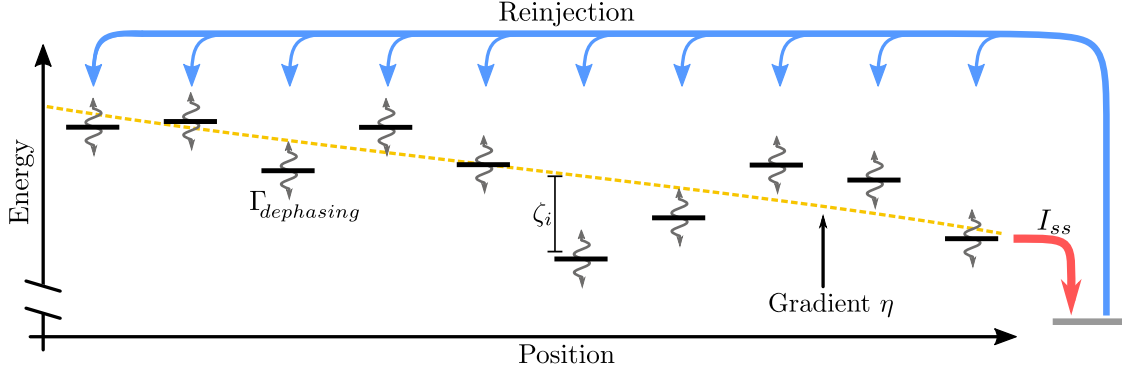 Reinjection
Energy
Γdephasing
ζi
Iss
Gradient η
Position